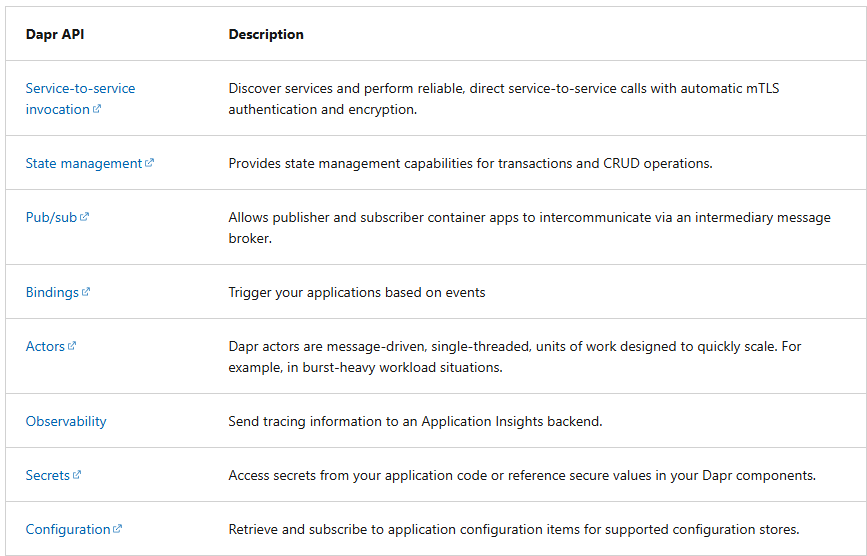 Dapr API Description
Service-to-service Discover services and perform reliable, direct service-to-service calls with automatic mTLS
invocation authentication and encryption.
State management Provides state management capabilities for transactions and CRUD operations.
Pub/sub Allows publisher and subscriber container apps to intercommunicate via an intermediary message
broker.
Bindings Trigger your applications based on events
Actors Dapr actors are message-driven, single-threaded, units of work designed to quickly scale. For
example, in burst-heavy workload situations.
Observability Send tracing information to an Application Insights backend.
Secrets Access secrets from your application code or reference secure values in your Dapr components.
Configuration Retrieve and subscribe to application configuration items for supported configuration stores.